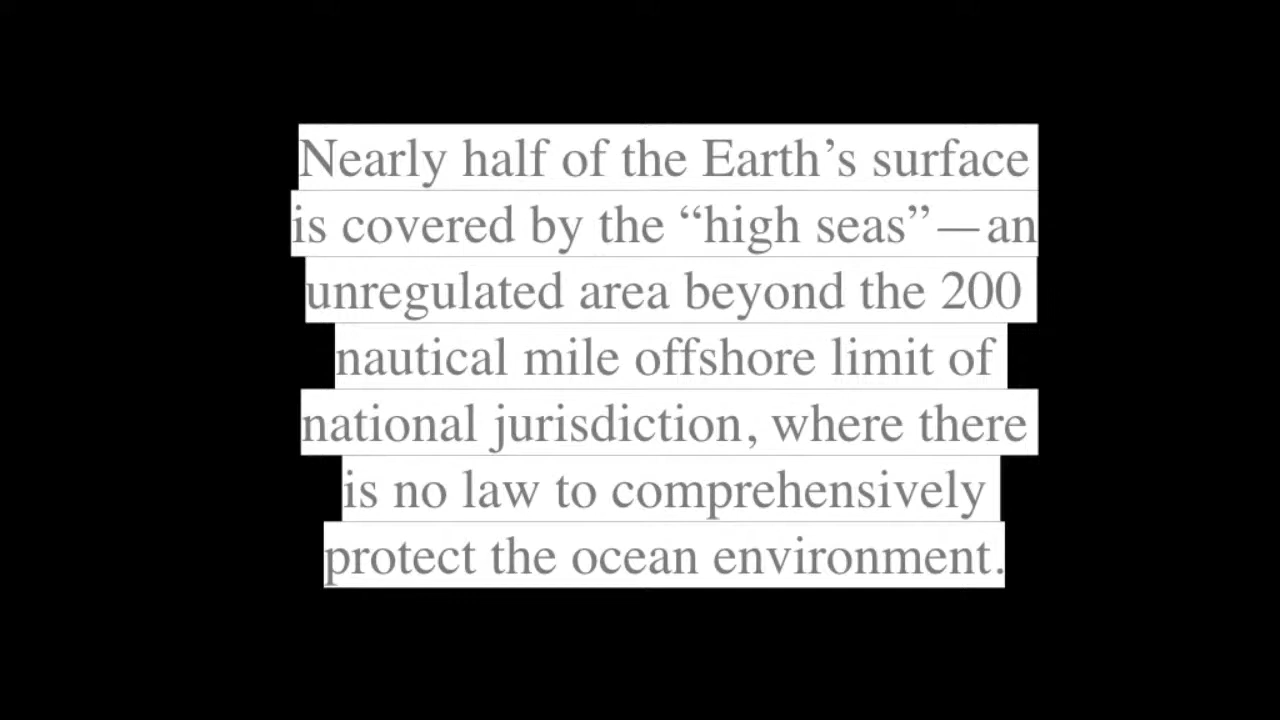 Nearly half of the Earth’s surface
is covered by the “high seas”—an
unregulated area beyond the 200
nautical mile offshore limit of
national jurisdiction, where there
is no law to comprehensively
protect the ocean environment.